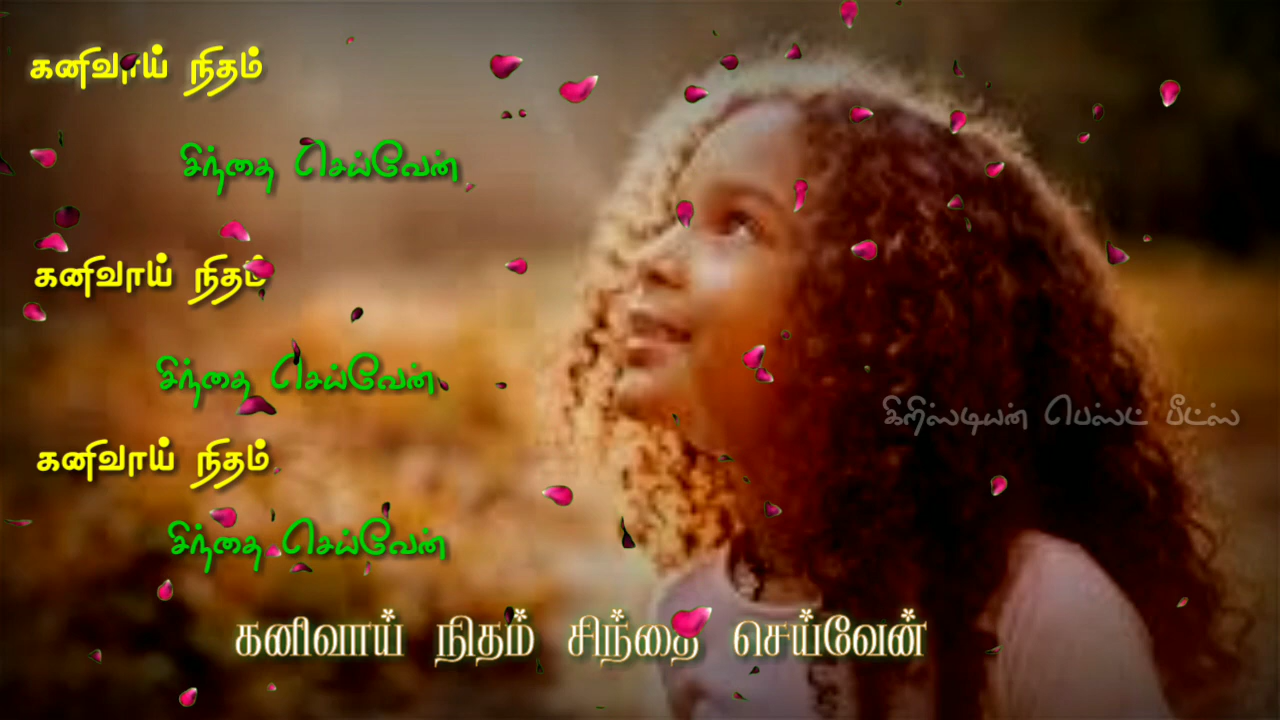 கனிவாய் நிதம்
சிந்தை செய்வேன்
கனிவாய் நிதம்
சிந்தை செய்வேன்
கிறிஸ்டியன் பெஸ்ட் பீட்ஸ்
கனிவாய் நிதம்
சிந்தை செய்வேன்
கனிவாய் நிதம் சிந்தை செய்வேன்